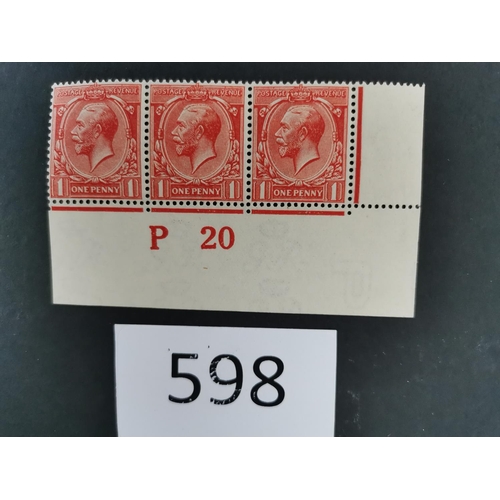 POSTAGE REVENUE POSTAGE REVENUE POSTAGE REVENUE
1 ONE PENNY 1 1 ONE PENNY 1 1 ONE PENNY 1
P 20
598